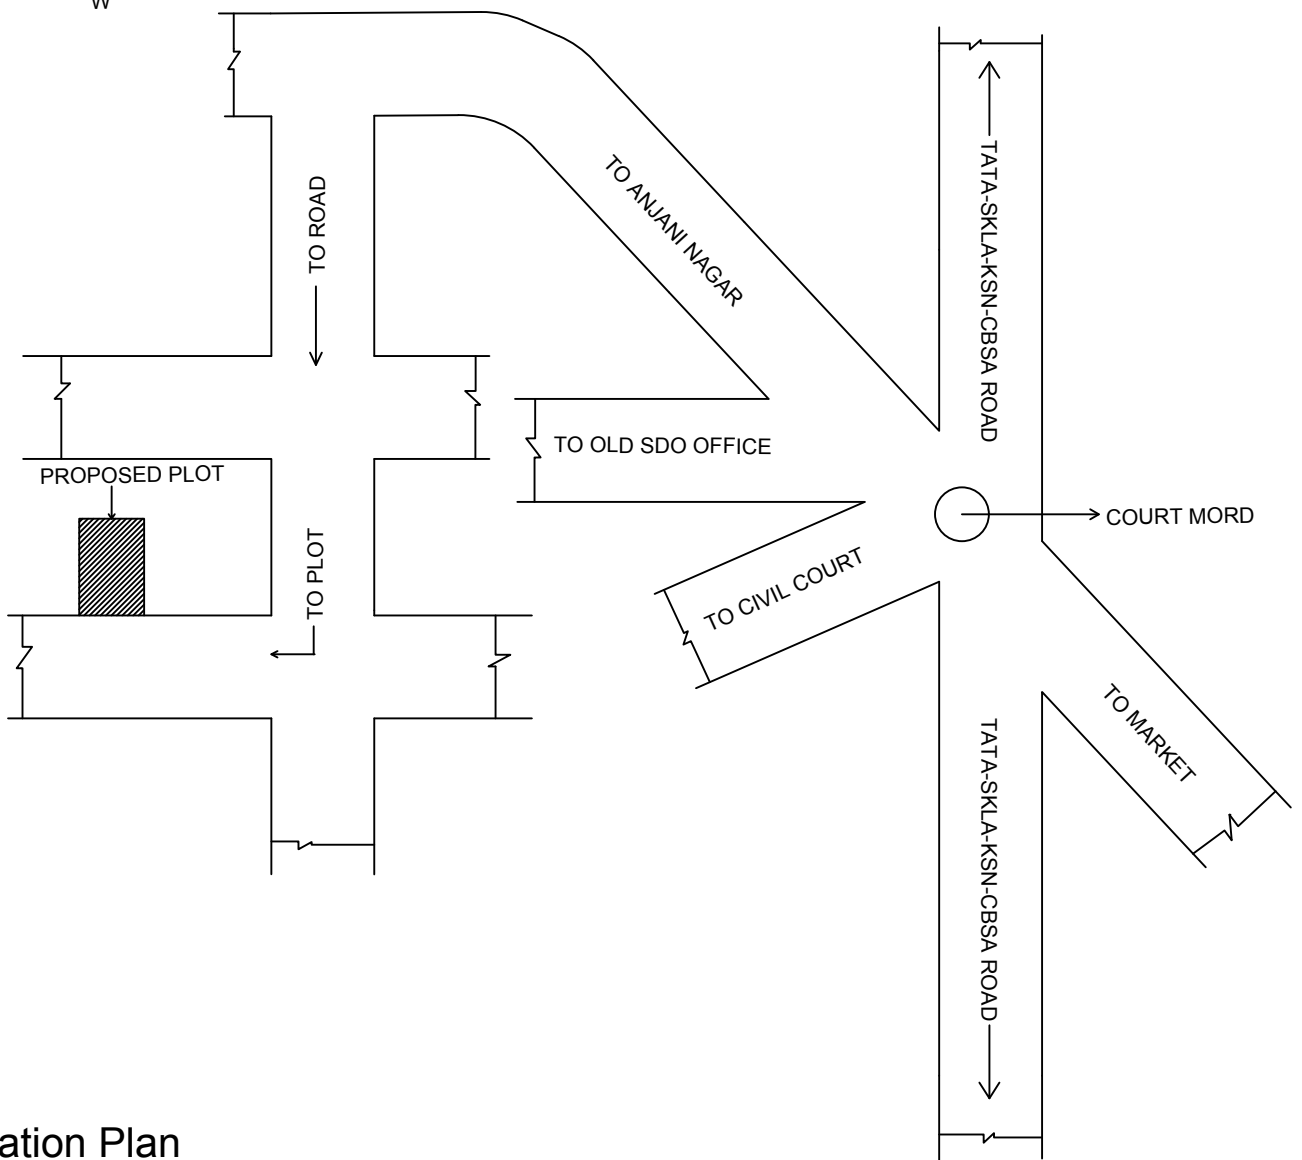 W
TO ROAD
TO ANJANI NAGAR
TATA-SKLA-KSN-CBSA ROAD
TO OLD SDO OFFICE
PROPOSED PLOT
COURT MORD
TO PLOT
TO CIVIL COURT
TO MARKET
TATA-SKLA-KSN-CBSA ROAD
ation Plan